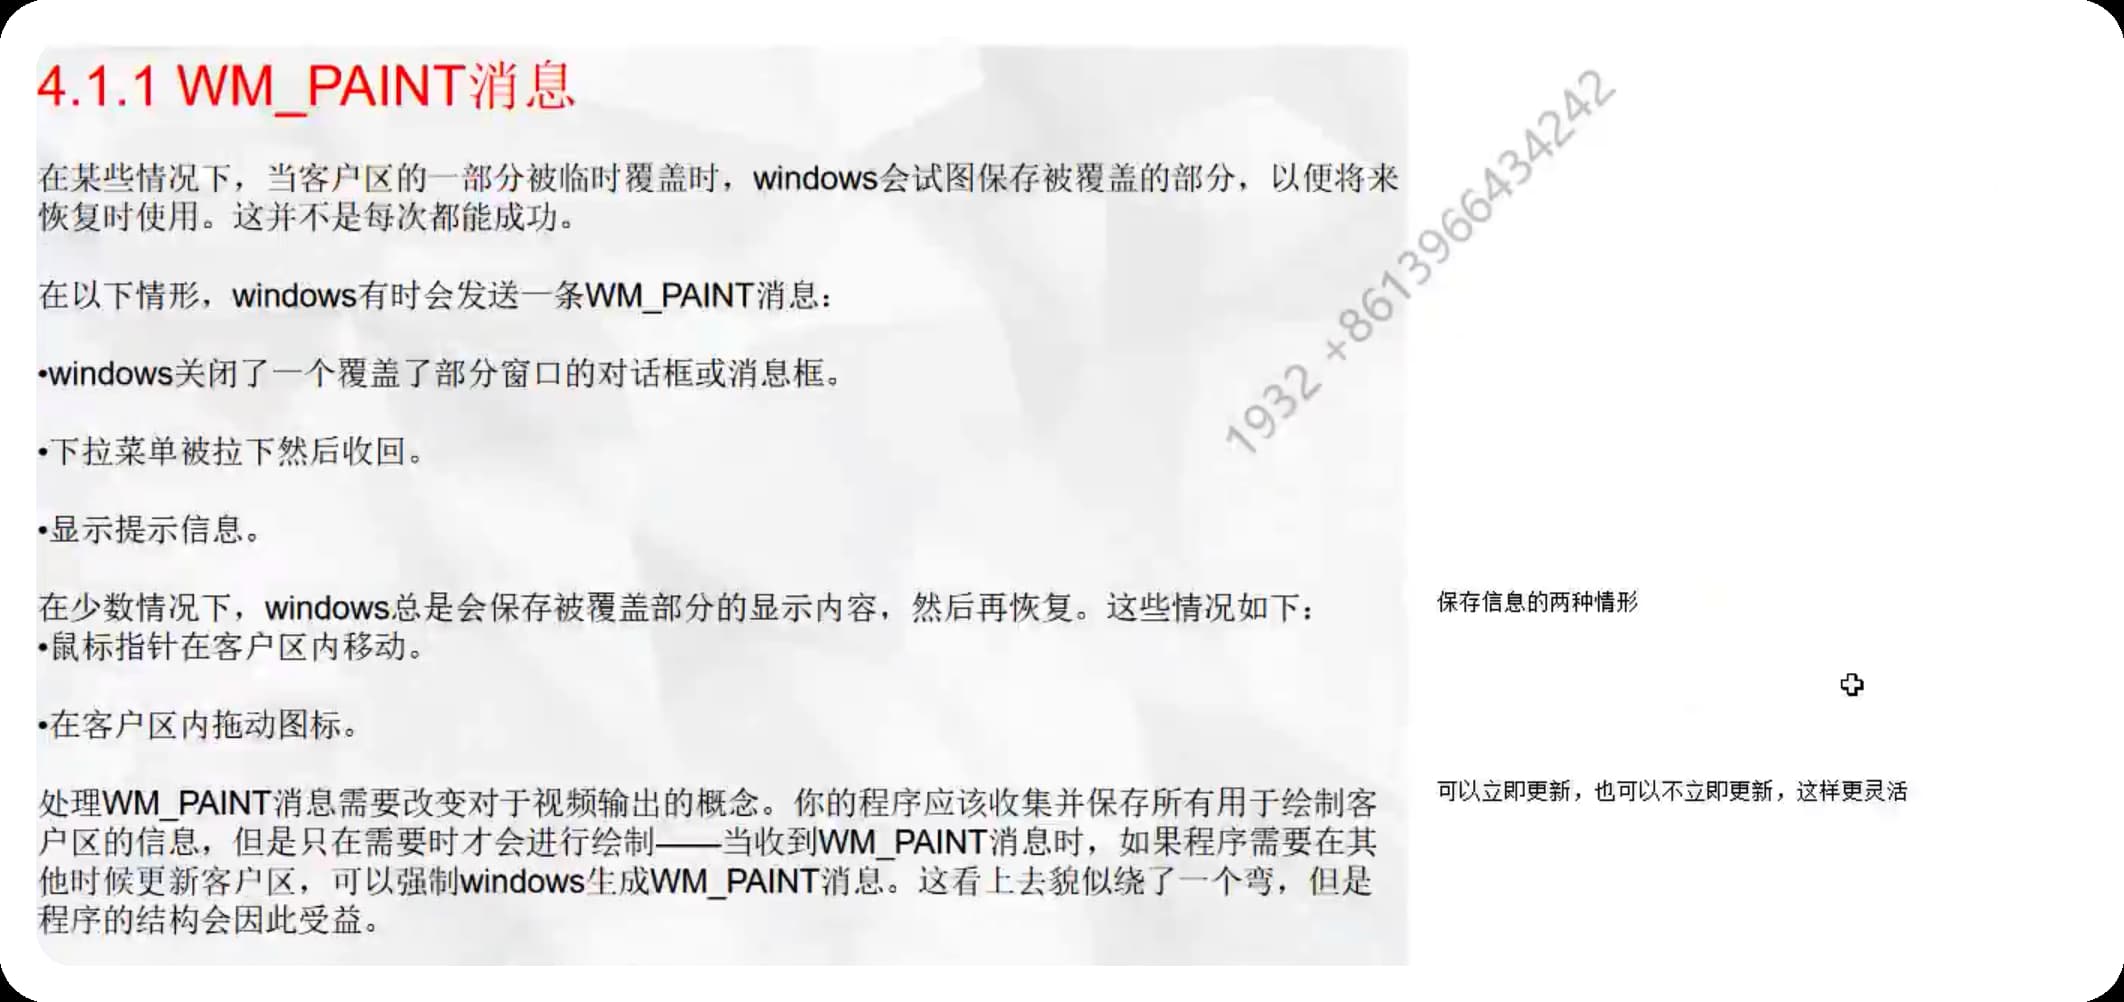 4.1.1 WM_PAINT消息
在某些情况下，当客户区的一部分被临时覆盖时，windows会试图保存被覆盖的部分，以便将来
恢复时使用。这并不是每次都能成功。
在以下情形，windows有时会发送一条WM_PAINT消息：
•windows关闭了一个覆盖了部分窗口的对话框或消息框。
•下拉菜单被拉下然后收回。
•显示提示信息。
在少数情况下，windows总是会保存被覆盖部分的显示内容，然后再恢复。这些情况如下：
•鼠标指针在客户区内移动。
•在客户区内拖动图标。
处理WM_PAINT消息需要改变对于视频输出的概念。你的程序应该收集并保存所有用于绘制客
户区的信息，但是只在需要时才会进行绘制——当收到WM_PAINT消息时，如果程序需要在其
他时候更新客户区，可以强制windows生成WM_PAINT消息。这看上去貌似绕了一个弯，但是
程序的结构会因此受益。
1932 +8613966434242
保存信息的两种情形
可以立即更新，也可以不立即更新，这样更灵活